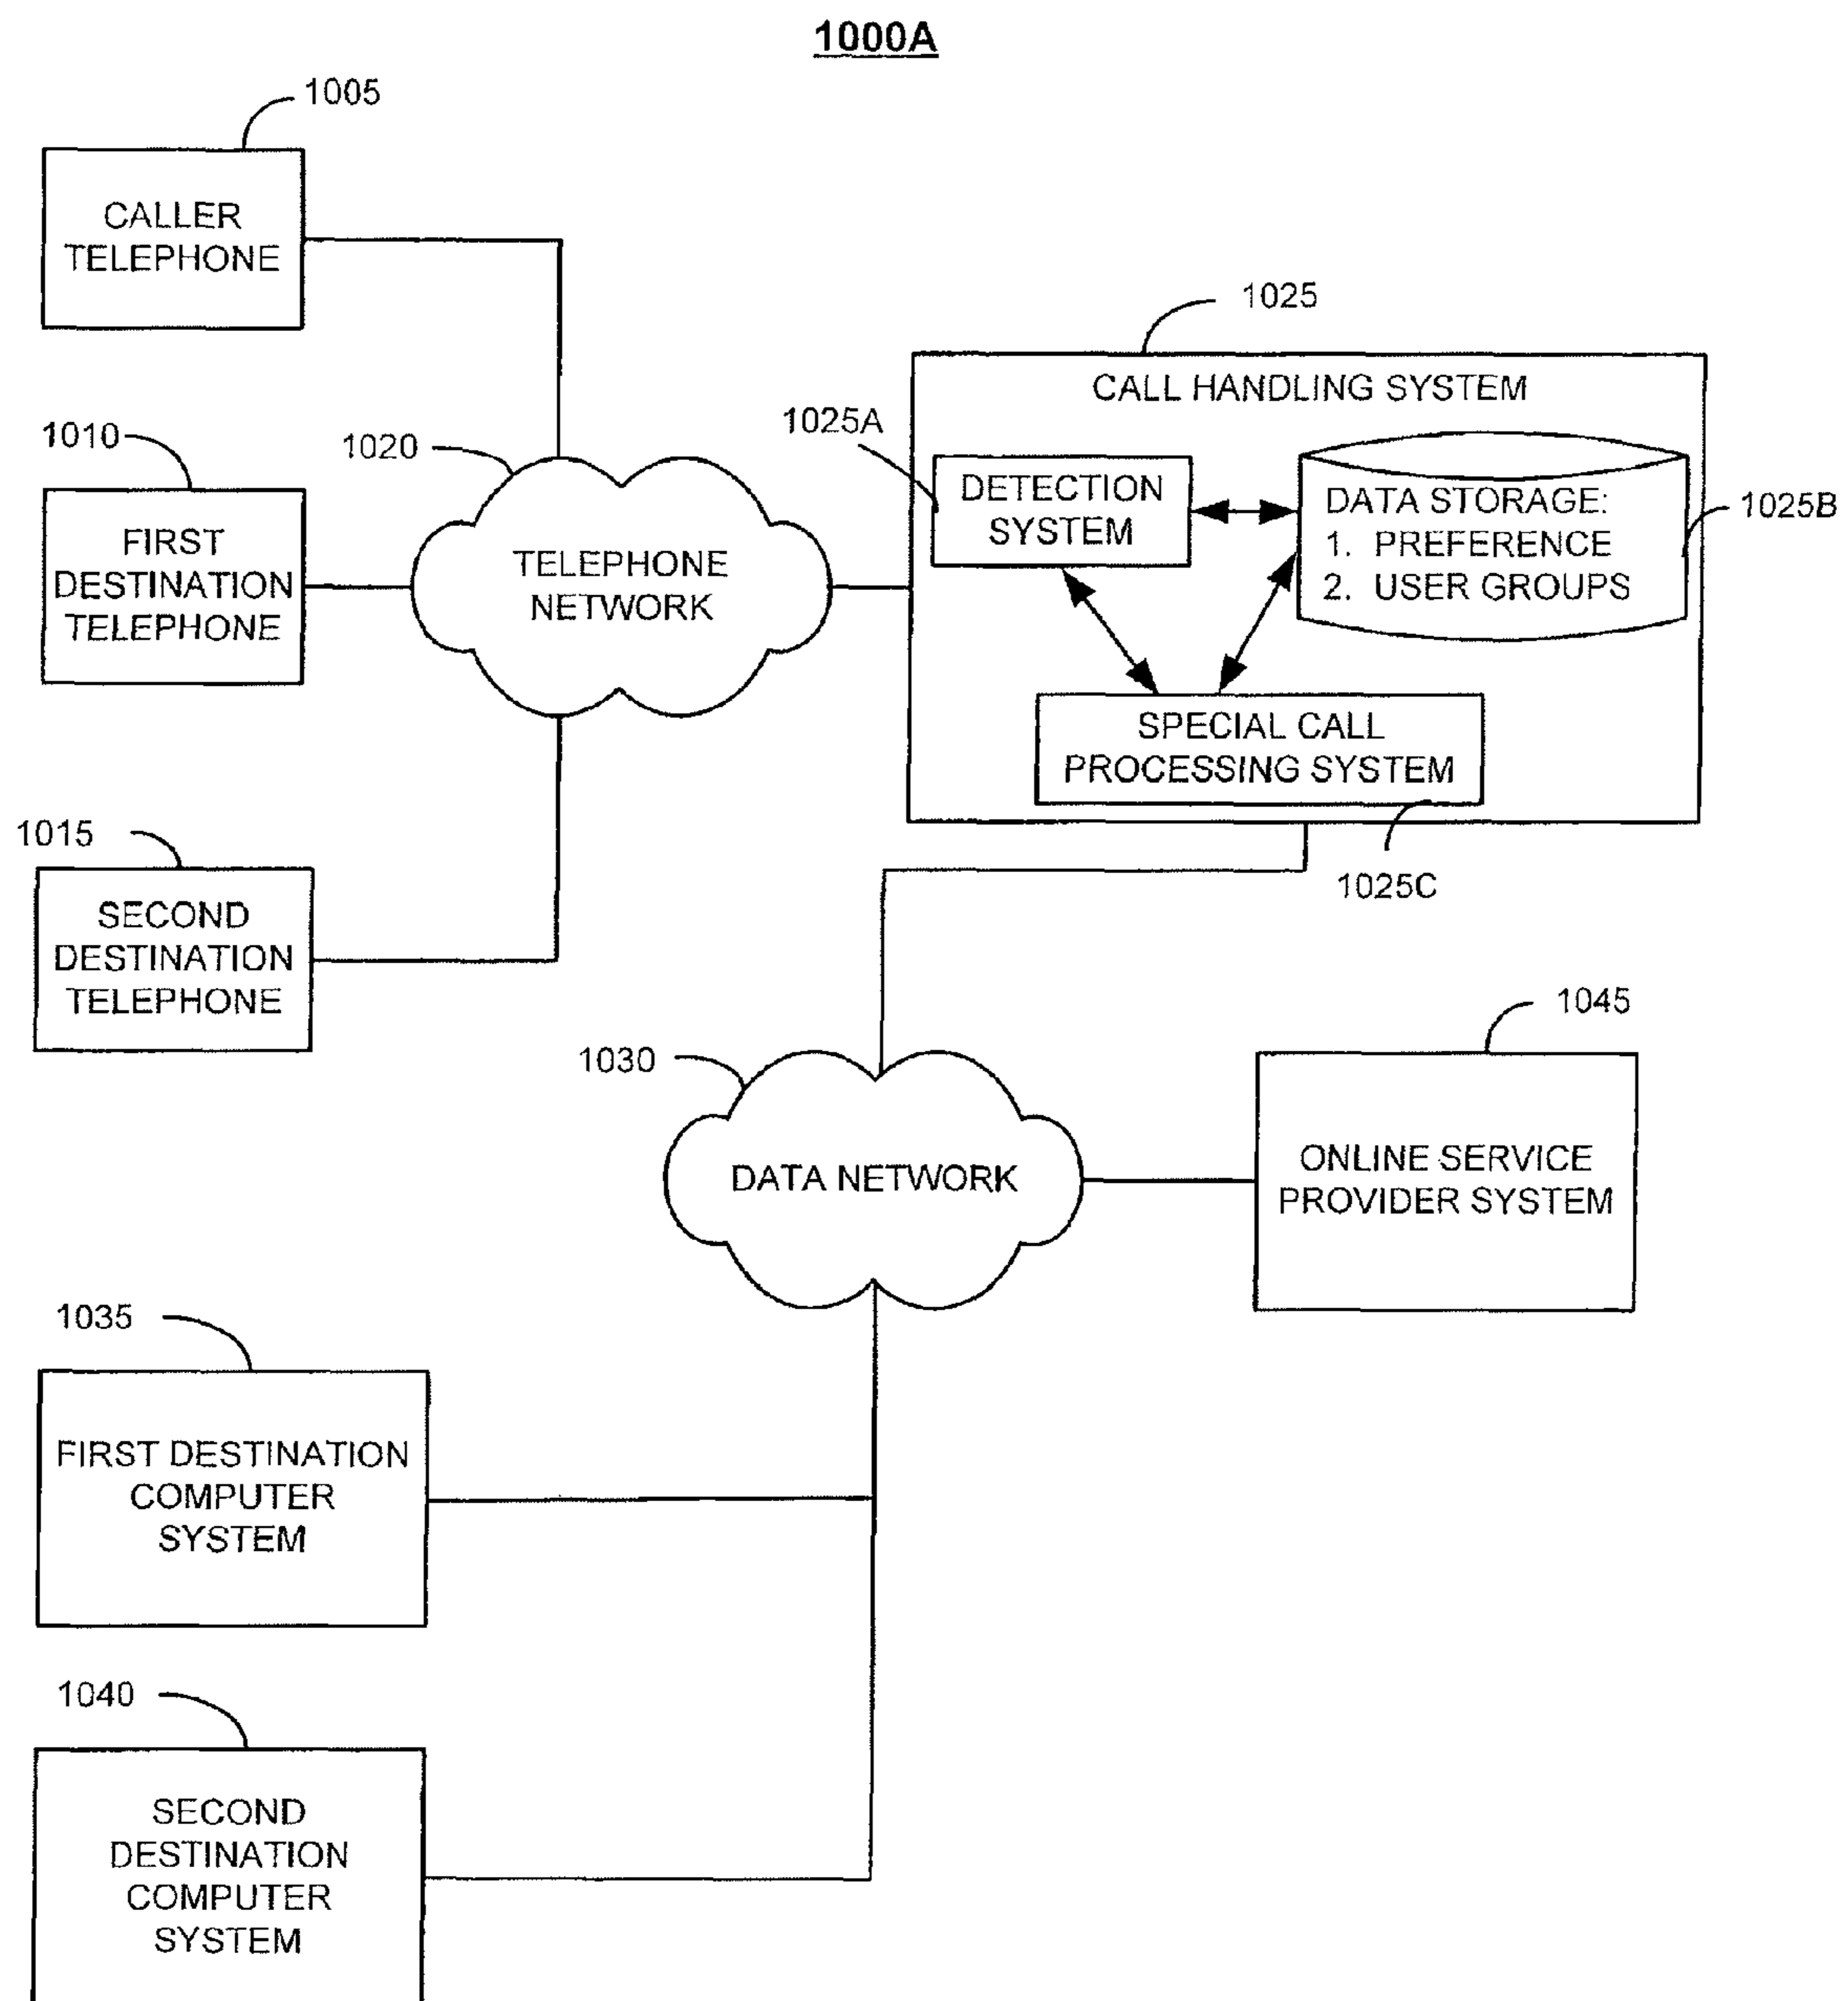 1000A
1005
CALLER
TELEPHONE
1025
CALL HANDLING SYSTEM
1025A
1010
1020
DETECTION
SYSTEM
DATA STORAGE:
1. PREFERENCE
2. USER GROUPS
1025B
FIRST
DESTINATION
TELEPHONE
TELEPHONE
NETWORK
SPECIAL CALL
PROCESSING SYSTEM
1025C
1015
SECOND
DESTINATION
TELEPHONE
1045
1030
DATA NETWORK
ONLINE SERVICE
PROVIDER SYSTEM
1035
FIRST DESTINATION
COMPUTER
SYSTEM
1040
SECOND
DESTINATION
COMPUTER
SYSTEM